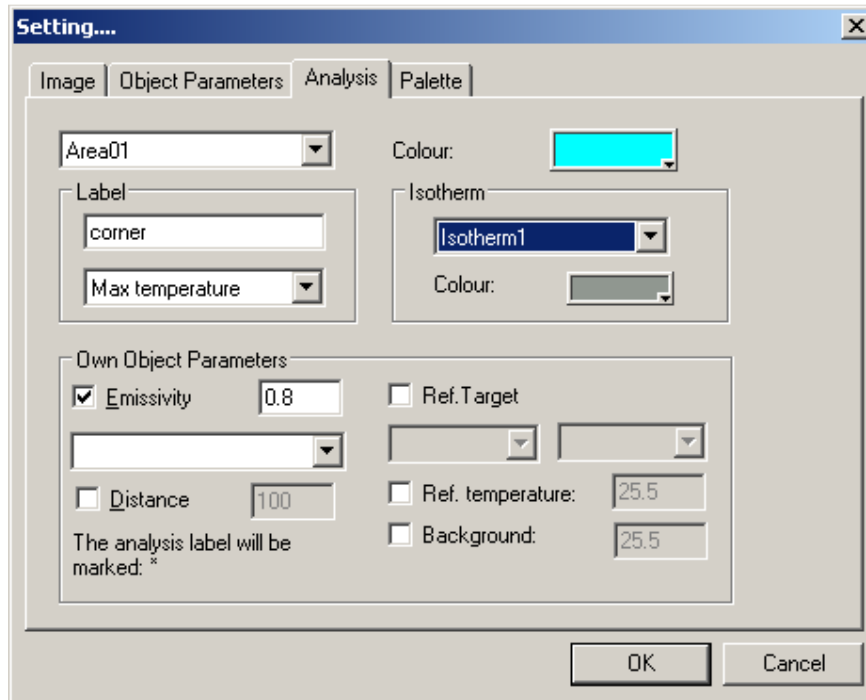 Setting....
Image Object Parameters Analysis Palette
Area01 Colour:
Label
corner
Max temperature
Isotherm
Isotherm1
Colour:
Own Object Parameters
Emissivity 0.8
Distance 100
The analysis label will be
marked: *
Ref.Target
Ref. temperature: 25.5
Background: 25.5
OK Cancel